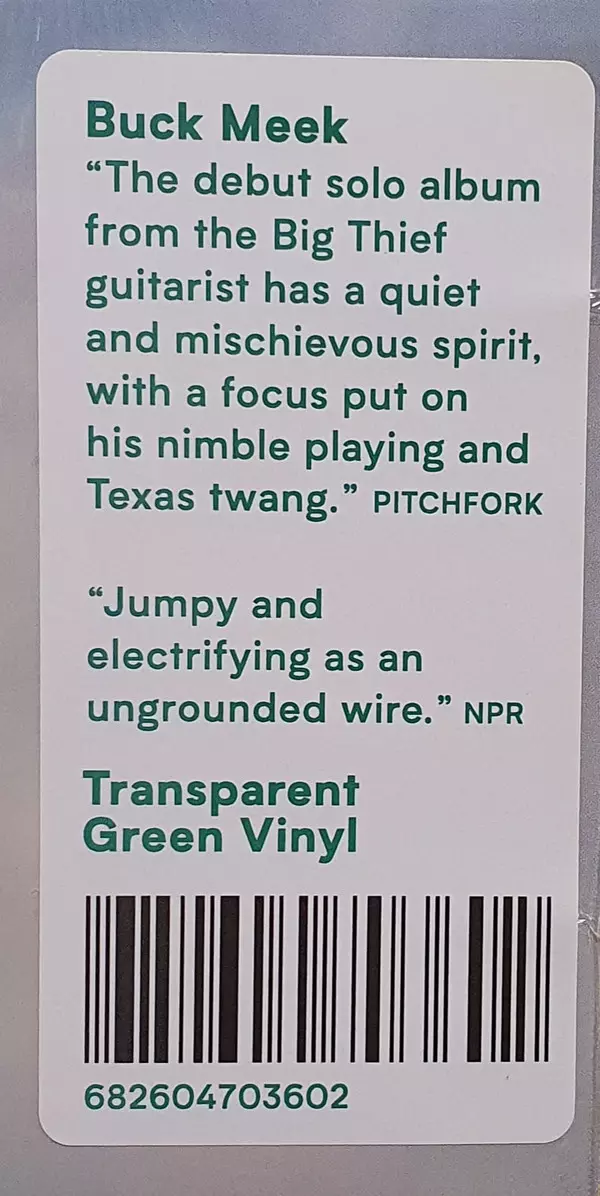 Buck Meek
“The debut solo album
from the Big Thief
guitarist has a quiet
and mischievous spirit,
with a focus put on
his nimble playing and
Texas twang.” PITCHFORK
“Jumpy and
electrifying as an
ungrounded wire.” NPR
Transparent
Green Vinyl
682604703602